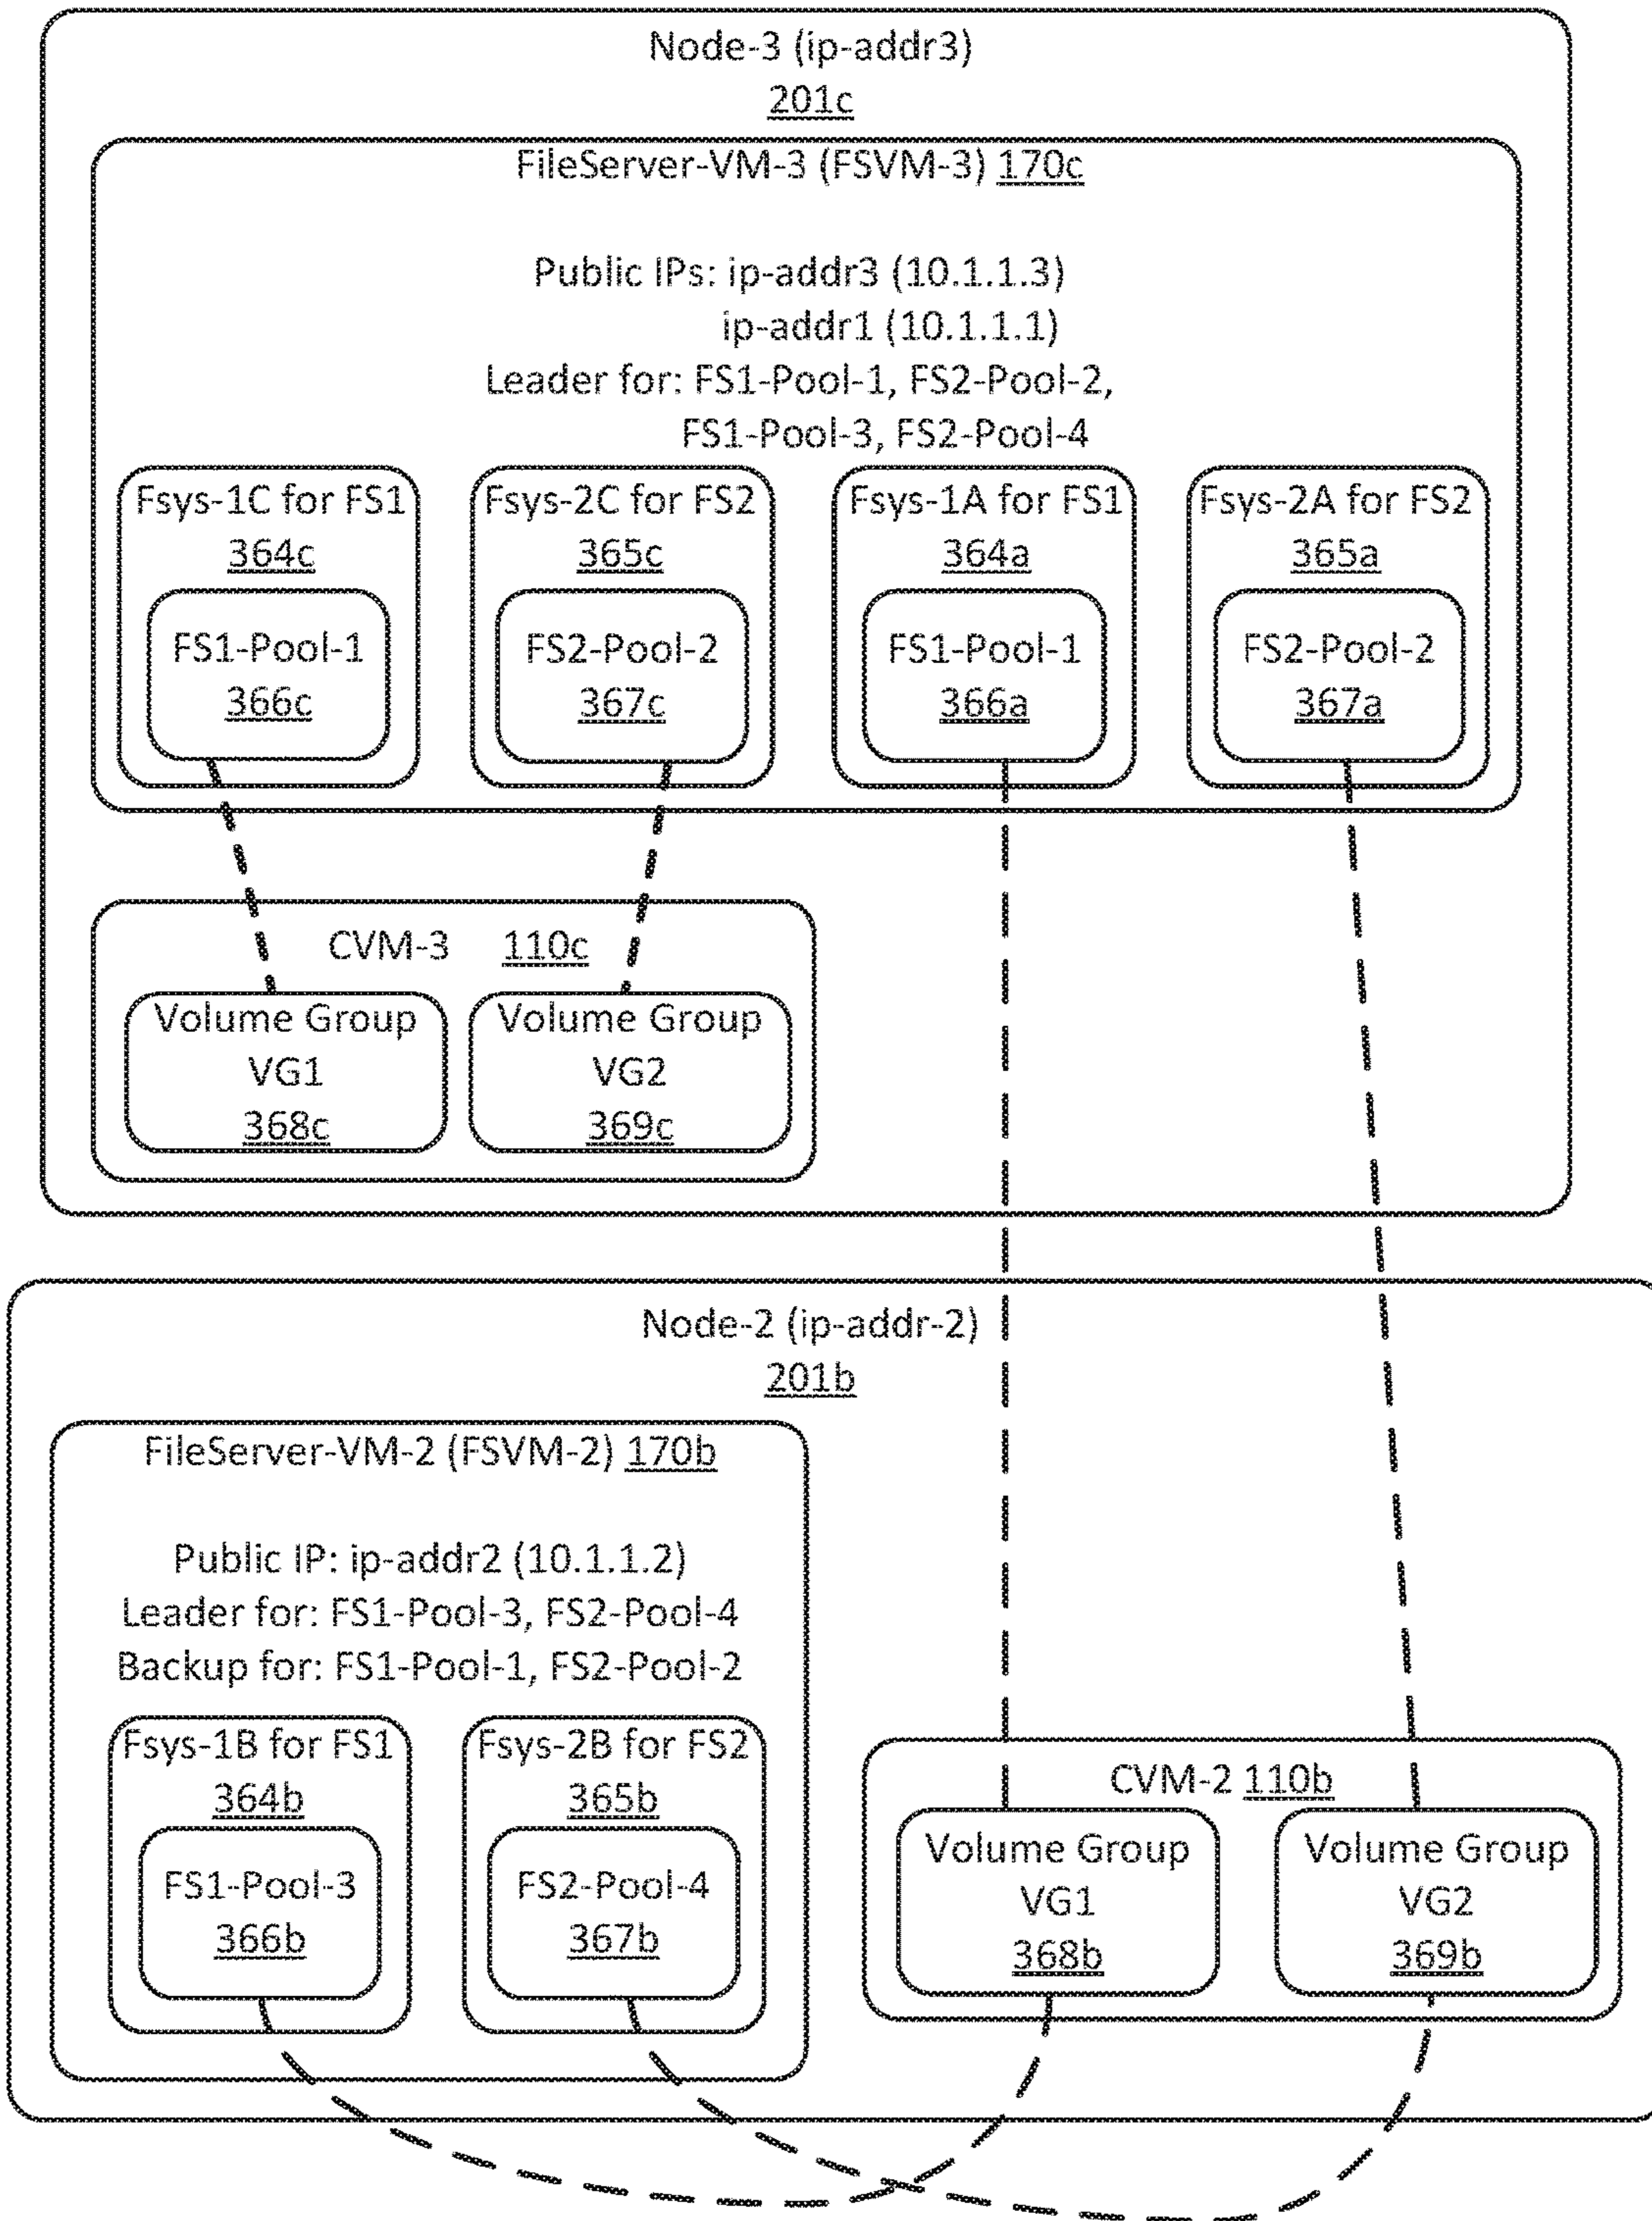 Node-3 (ip-addr3)
201c
FileServer-VM-3 (FSVM-3) 170c
Public IPs: ip-addr3 (10.1.1.3)
ip-addr1 (10.1.1.1)
Leader for: FS1-Pool-1, FS2-Pool-2,
FS1-Pool-3, FS2-Pool-4
Fsys-1C for FS1
364c
FS1-Pool-1
366c
Fsys-2C for FS2
365c
FS2-Pool-2
367c
Fsys-1A for FS1
364a
FS1-Pool-1
366a
Fsys-2A for FS2
365a
FS2-Pool-2
367a
CVM-3 110c
Volume Group
VG1
368c
Volume Group
VG2
369c
Node-2 (ip-addr-2)
201b
FileServer-VM-2 (FSVM-2) 170b
Public IP: ip-addr2 (10.1.1.2)
Leader for: FS1-Pool-3, FS2-Pool-4
Backup for: FS1-Pool-1, FS2-Pool-2
Fsys-1B for FS1
364b
FS1-Pool-3
366b
Fsys-2B for FS2
365b
FS2-Pool-4
367b
CVM-2 110b
Volume Group
VG1
368b
Volume Group
VG2
369b